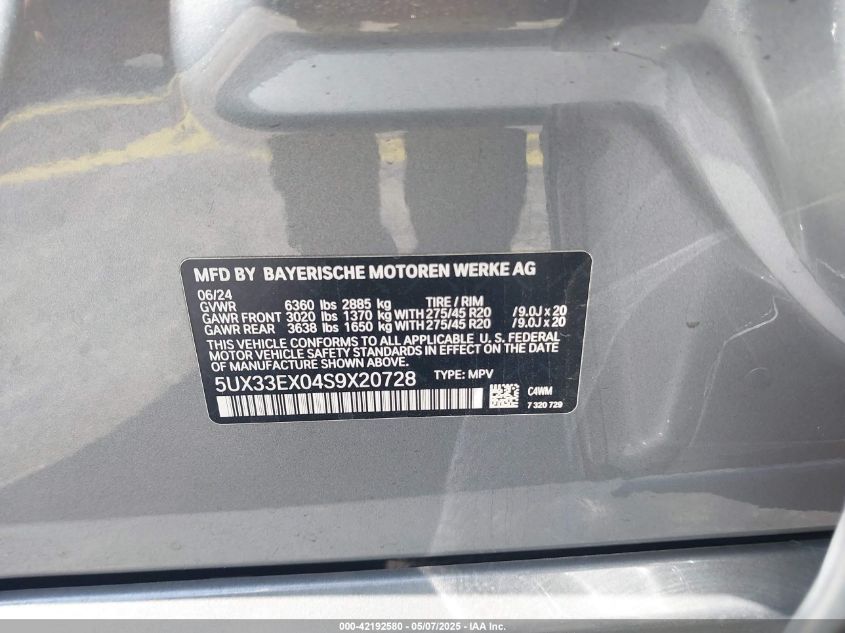 MFD BY BAYERISCHE MOTOREN WERKE AG
06/24
GVWR 6360 lbs 2885 kg TIRE / RIM
GAWR FRONT 3020 lbs 1370 kg WITH 275/45 R20 / 9.0J x 20
GAWR REAR 3638 lbs 1650 kg WITH 275/45 R20 / 9.0J x 20
THIS VEHICLE CONFORMS TO ALL APPLICABLE U. S. FEDERAL
MOTOR VEHICLE SAFETY STANDARDS IN EFFECT ON THE DATE
OF MANUFACTURE SHOWN ABOVE.
5UX33EX04S9X20728 TYPE: MPV
C4WM
7 320 729
000-42192580 - 05/07/2025 - IAA Inc.